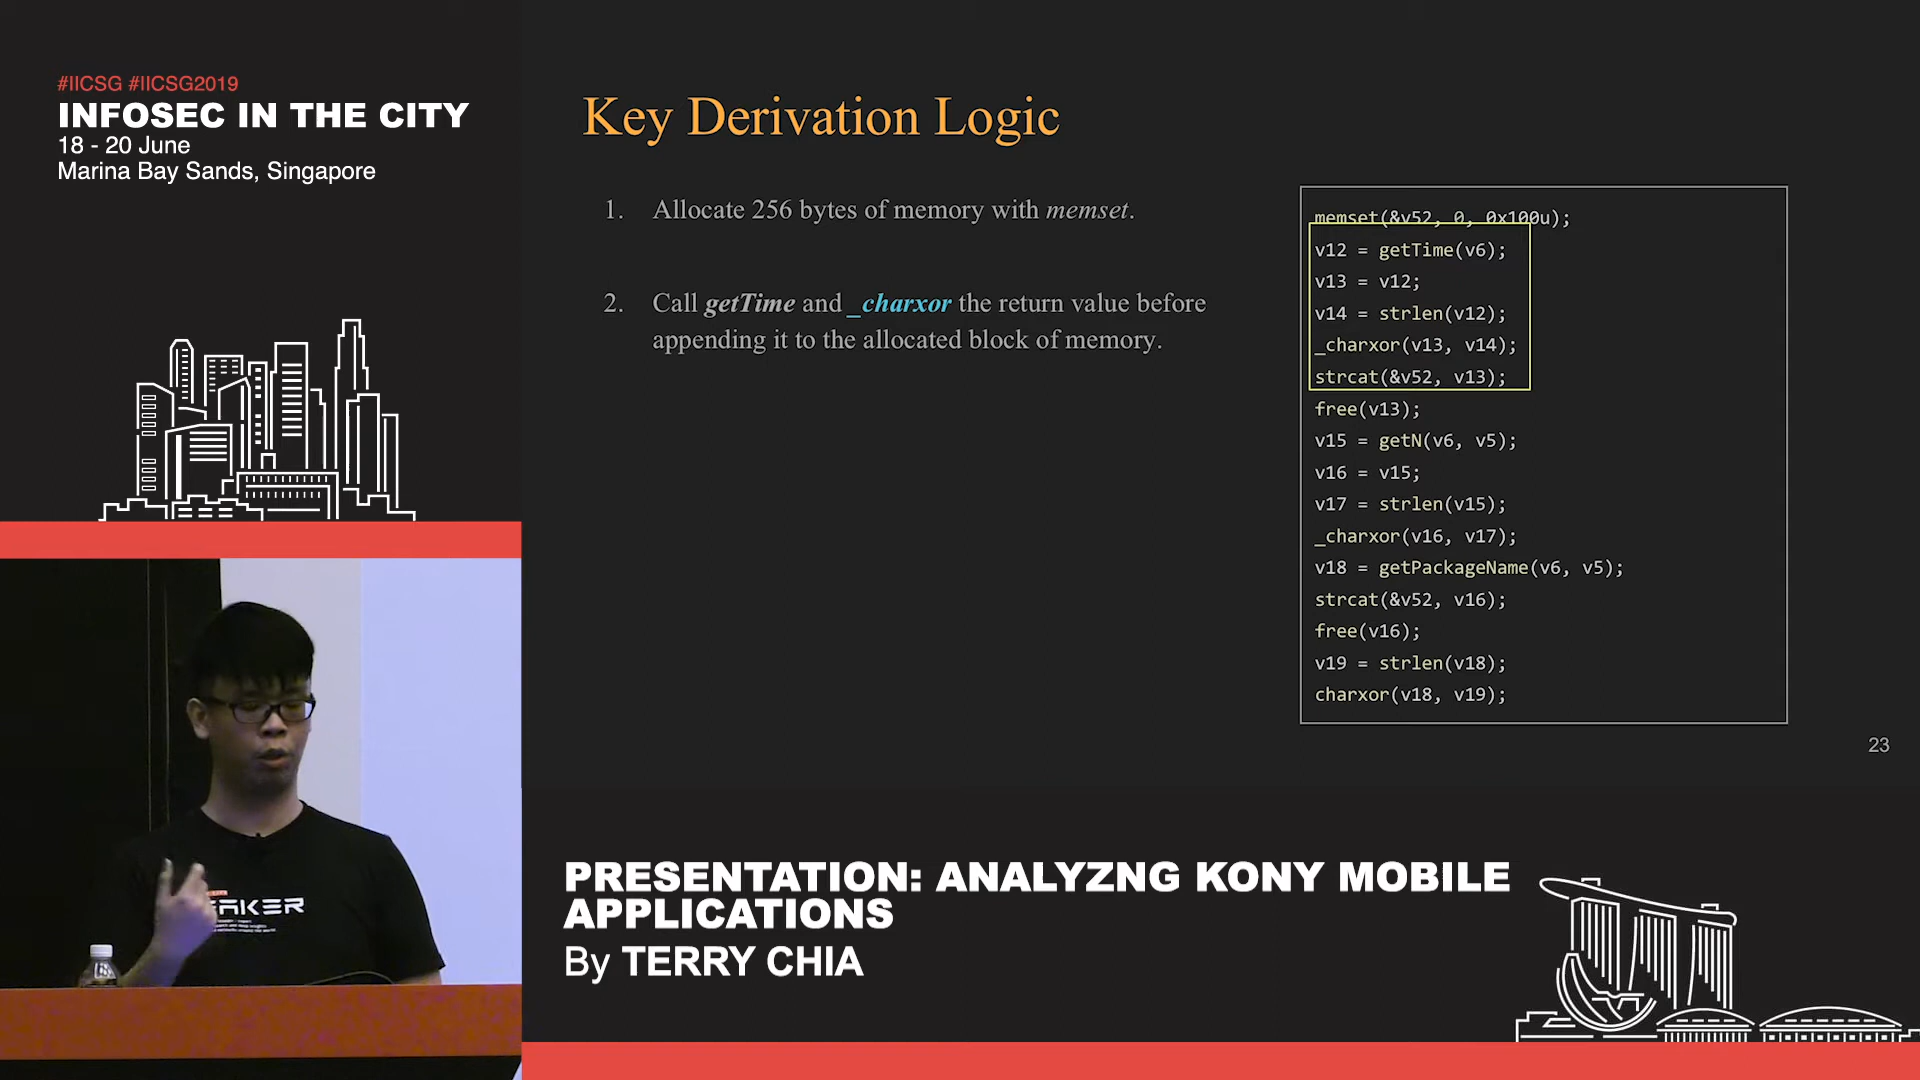 #IICSG #IICSG2019
INFOSEC IN THE CITY
18 - 20 June
Marina Bay Sands, Singapore
Key Derivation Logic
1. Allocate 256 bytes of memory with memset.
2. Call getTime and _charxor the return value before
appending it to the allocated block of memory.
memset(&v52, 0, 0x100u);
v12 = getTime(v6);
v13 = v12;
v14 = strlen(v12);
_charxor(v13, v14);
strcat(&v52, v13);
free(v13);
v15 = getN(v6, v5);
v16 = v15;
v17 = strlen(v15);
_charxor(v16, v17);
v18 = getPackageName(v6, v5);
strcat(&v52, v16);
free(v16);
v19 = strlen(v18);
charxor(v18, v19);
23
PRESENTATION: ANALYZNG KONY MOBILE
APPLICATIONS
By TERRY CHIA